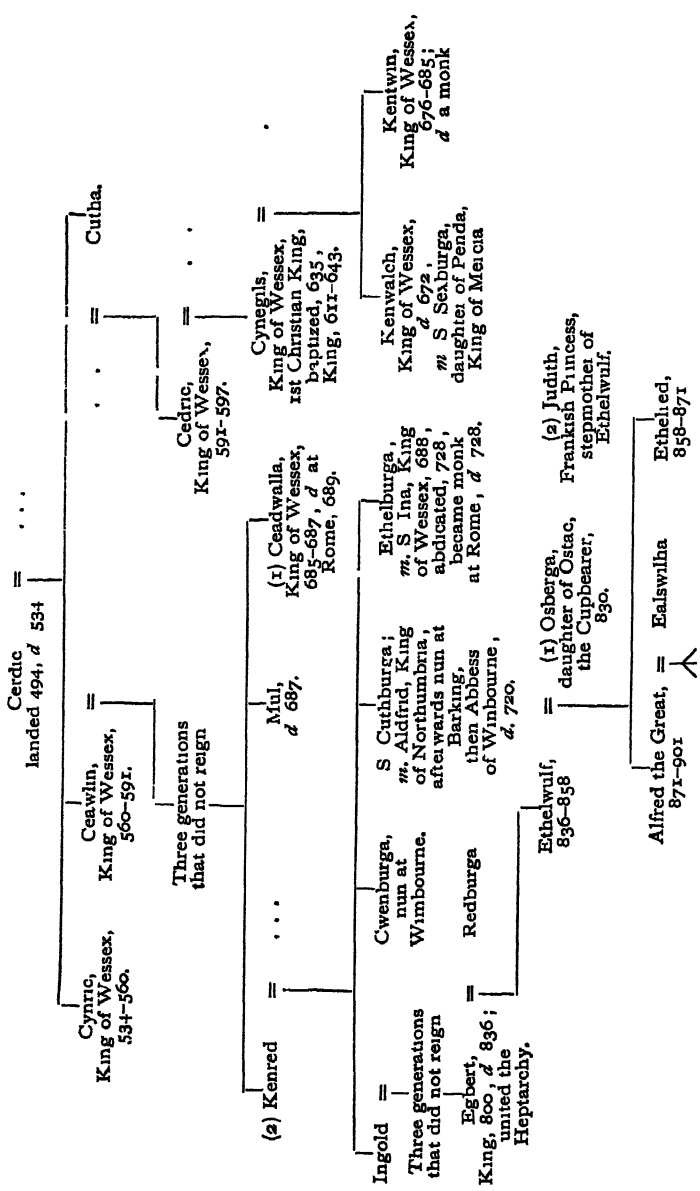 Cerdic = . . .
landed 494, d 534
Cynric,
King of Wessex,
534–560.
Ceawlin, =
King of Wessex,
560–591.
. . =
Cutha.
Three generations
that did not reign
Cedric,
King of Wessex,
591–597.
= . .
(2) Kenred = . . .
Mul,
d 687.
(1) Ceadwalla,
King of Wessex,
685–687, d at
Rome, 689.
Cynegils, = .
King of Wessex,
1st Christian King,
baptized, 635,
King, 611–643.
Ingold =
Cwenburga,
nun at
Wimbourne.
S Cuthburga;
m. Aldfrid, King
of Northumbria,
afterwards nun at
Barking,
then Abbess
of Winbourne,
d. 720.
Ethelburga,
m. S Ina, King
of Wessex, 688,
abdicated, 728,
became monk
at Rome, d 728.
Kenwalch,
King of Wessex,
d 672,
m S Sexburga,
daughter of Penda,
King of Mercia
Kentwin,
King of Wessex,
676–685;
d a monk
Three generations
that did not reign
Egbert, = Redburga
King, 800, d 836;
united the
Heptarchy.
Ethelwulf, =
836–858
(1) Osberga,
daughter of Ostac,
the Cupbearer,
830.
(2) Judith,
Frankish Princess,
stepmother of
Ethelwulf.
Alfred the Great, = Ealswilha
871–901
Ethelred,
858–871